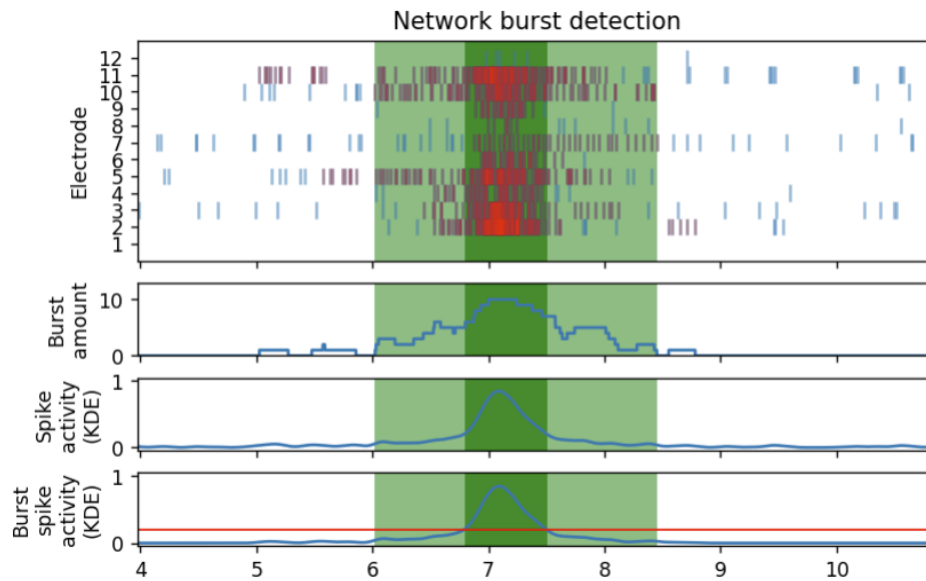 Network burst detection
Electrode
12
11
10
9
8
7
6
5
4
3
2
1
Burst
amount
10
0
Spike
activity
(KDE)
1
0
Burst
spike
activity
(KDE)
1
0
4 5 6 7 8 9 10